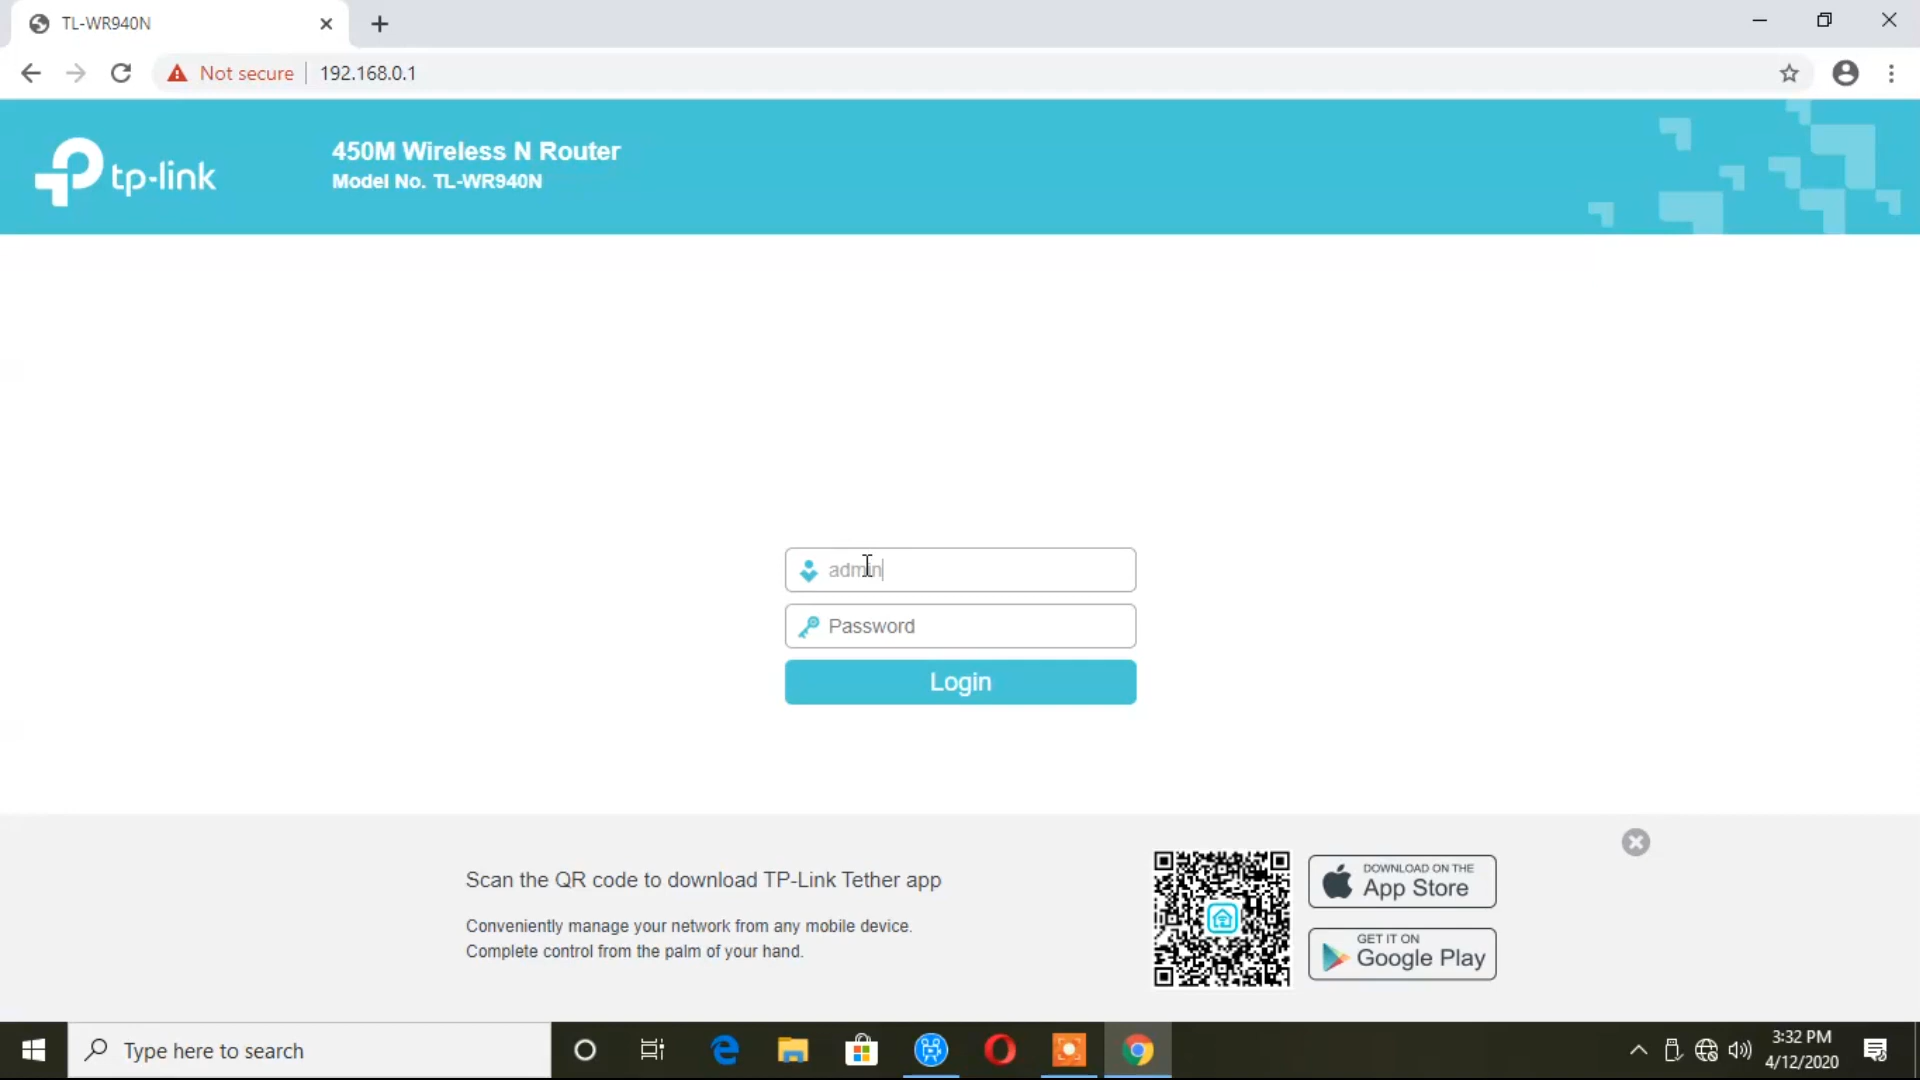 TL-WR940N
Not secure
192.168.0.1
tp-link
450M Wireless N Router
Model No. TL-WR940N
admin
Password
Login
Scan the QR code to download TP-Link Tether app
Conveniently manage your network from any mobile device.
Complete control from the palm of your hand.
DOWNLOAD ON THE
App Store
GET IT ON
Google Play
Type here to search
3:32 PM
4/12/2020